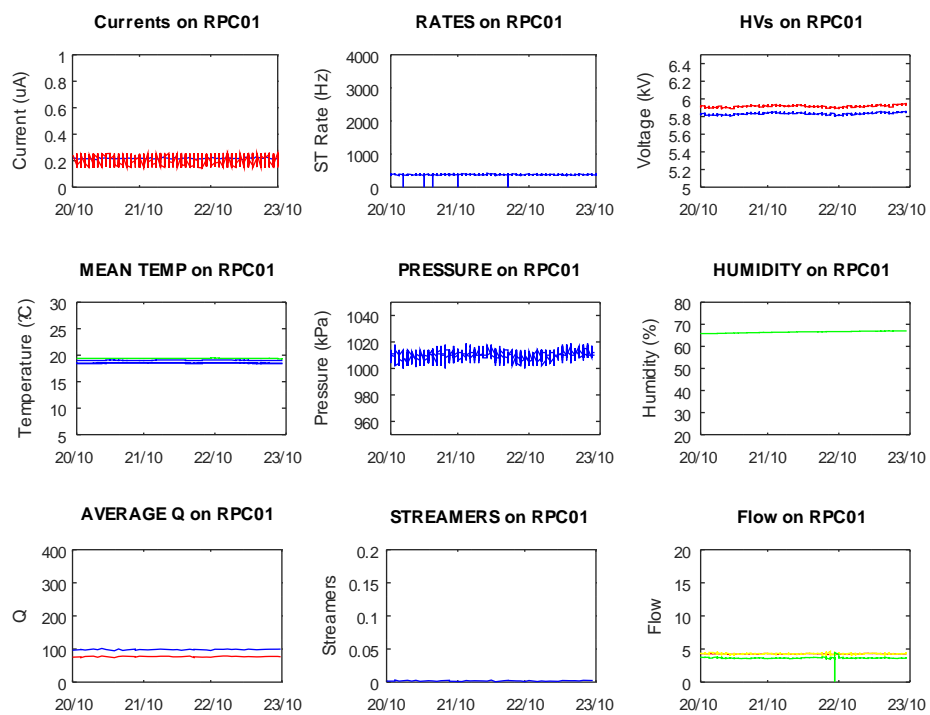 Currents on RPC01
RATES on RPC01
HVs on RPC01
Current (uA)
1
0.8
0.6
0.4
0.2
0
20/10 21/10 22/10 23/10
ST Rate (Hz)
4000
3000
2000
1000
0
20/10 21/10 22/10 23/10
Voltage (kV)
6.4
6.2
6
5.8
5.6
5.4
5.2
5
20/10 21/10 22/10 23/10
MEAN TEMP on RPC01
PRESSURE on RPC01
HUMIDITY on RPC01
Temperature (?C)
30
25
20
15
10
5
20/10 21/10 22/10 23/10
Pressure (kPa)
1040
1020
1000
980
960
20/10 21/10 22/10 23/10
Humidity (%)
80
70
60
50
40
30
20
20/10 21/10 22/10 23/10
AVERAGE Q on RPC01
STREAMERS on RPC01
Flow on RPC01
Q
400
300
200
100
0
20/10 21/10 22/10 23/10
Streamers
0.2
0.15
0.1
0.05
0
20/10 21/10 22/10 23/10
Flow
20
15
10
5
0
20/10 21/10 22/10 23/10